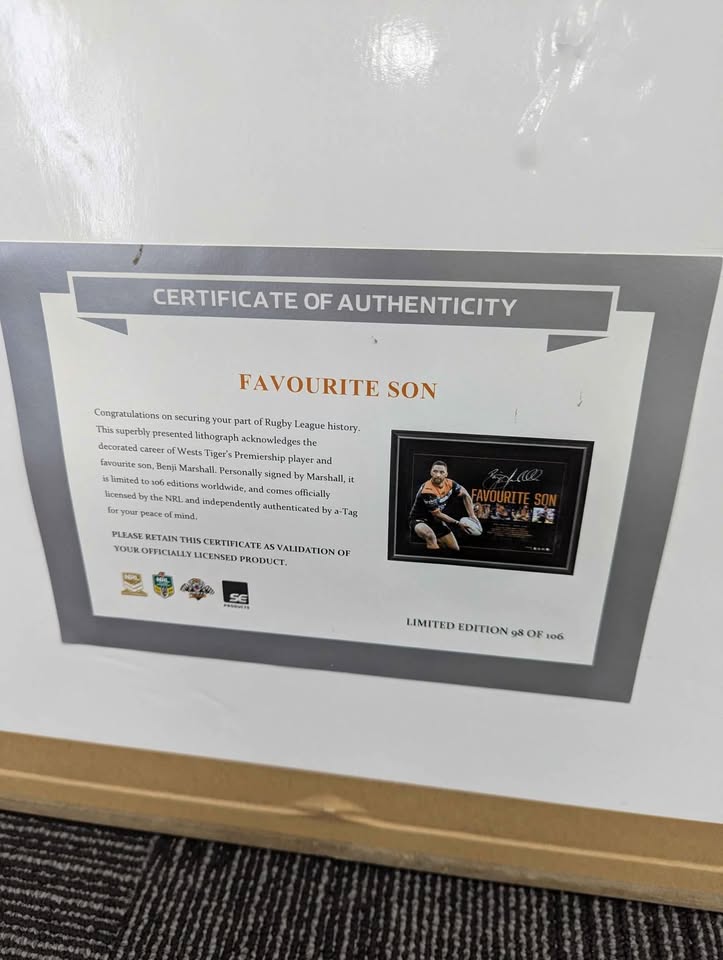 CERTIFICATE OF AUTHENTICITY
FAVOURITE SON
Congratulations on securing your part of Rugby League history.
This superbly presented lithograph acknowledges the
decorated career of Wests Tiger's Premiership player and
favourite son, Benji Marshall. Personally signed by Marshall, it
is limited to 106 editions worldwide, and comes officially
licensed by the NRL and independently authenticated by a-Tag
for your peace of mind.
PLEASE RETAIN THIS CERTIFICATE AS VALIDATION OF
YOUR OFFICIALLY LICENSED PRODUCT.
FAVOURITE SON
NRL
NRL
SE
PRODUCTS
LIMITED EDITION 98 OF 106